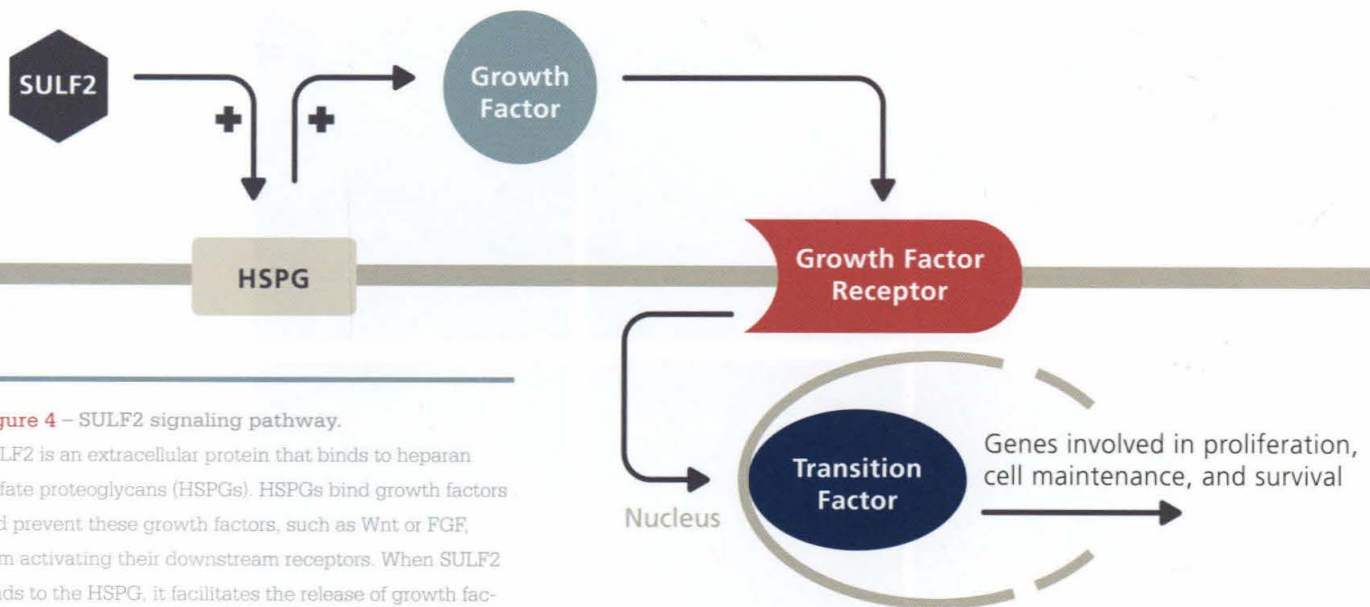 SULF2
+
+
Growth
Factor
HSPG
Growth Factor
Receptor
gure 4 – SULF2 signaling pathway.
LF2 is an extracellular protein that binds to heparan
fate proteoglycans (HSPGs). HSPGs bind growth factors
d prevent these growth factors, such as Wnt or FGF,
m activating their downstream receptors. When SULF2
ds to the HSPG, it facilitates the release of growth fac-
Nucleus
Transition
Factor
Genes involved in proliferation,
cell maintenance, and survival